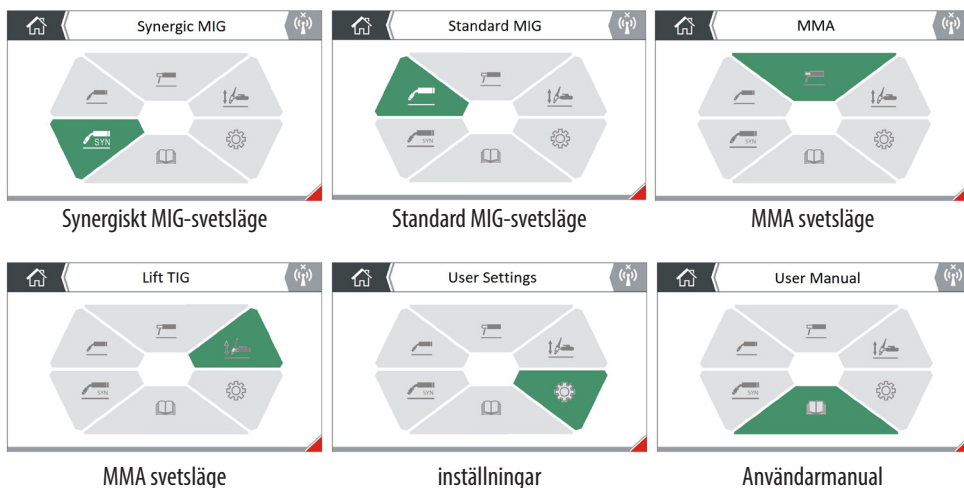 Synergic MIG
SYN
Synergiskt MIG-svetsläge
Standard MIG
SYN
Standard MIG-svetsläge
MMA
SYN
MMA svetsläge
Lift TIG
SYN
MMA svetsläge
User Settings
SYN
inställningar
User Manual
SYN
Användarmanual